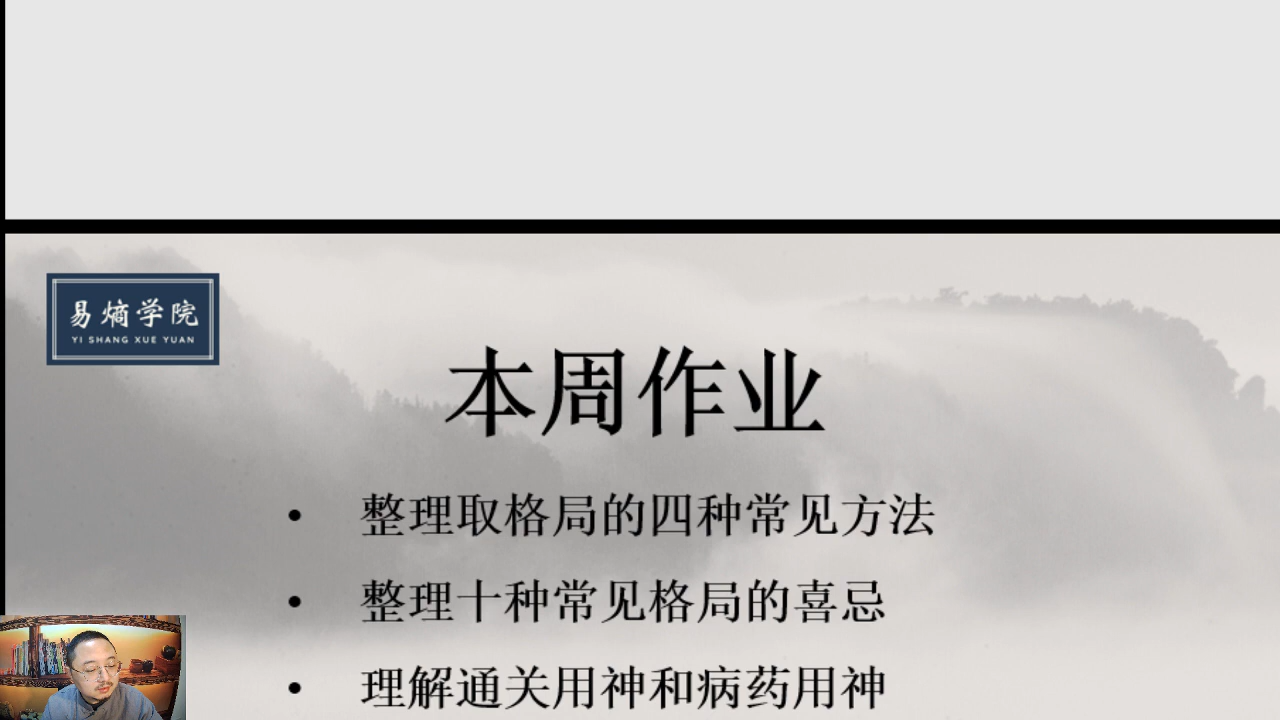 易熵学院
YI SHANG XUE YUAN
本周作业
• 整理取格局的四种常见方法
• 整理十种常见格局的喜忌
• 理解通关用神和病药用神